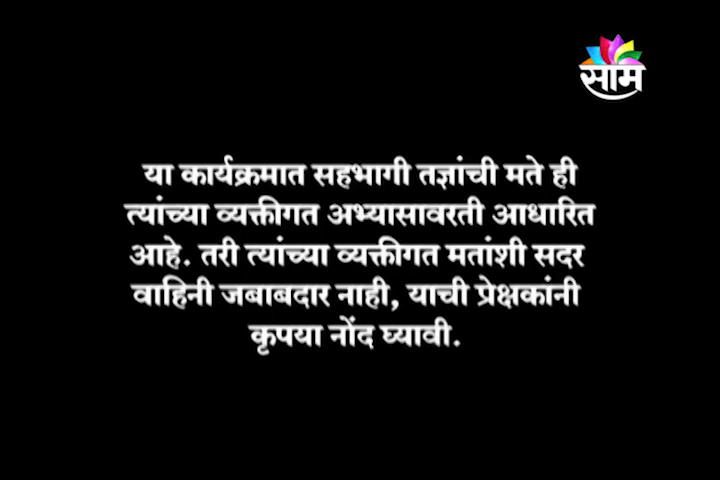 साम
या कार्यक्रमात सहभागी तज्ञांची मते ही
त्यांच्या व्यक्तीगत अभ्यासावरती आधारित
आहे. तरी त्यांच्या व्यक्तीगत मतांशी सदर
वाहिनी जबाबदार नाही, याची प्रेक्षकांनी
कृपया नोंद घ्यावी.